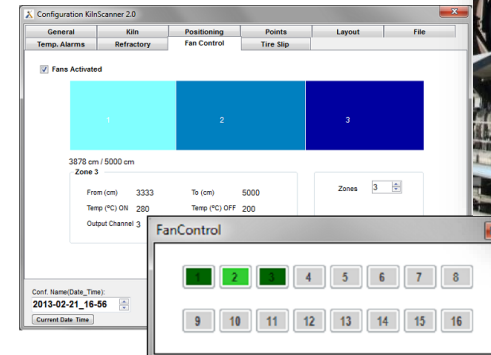 Configuration KilnScanner 2.0
General Kiln Positioning Points Layout File
Temp. Alarms Refractory Fan Control Tire Slip
Fans Activated
1 2 3
3878 cm / 5000 cm
Zone 3
From (cm) 3333 To (cm) 5000
Zones 3
Temp (ºC) ON 280 Temp (ºC) OFF 200
Output Channel 3
FanControl
1 2 3 4 5 6 7 8
9 10 11 12 13 14 15 16
Conf. Name(Date_Time):
2013-02-21_16-56
Current Date Time